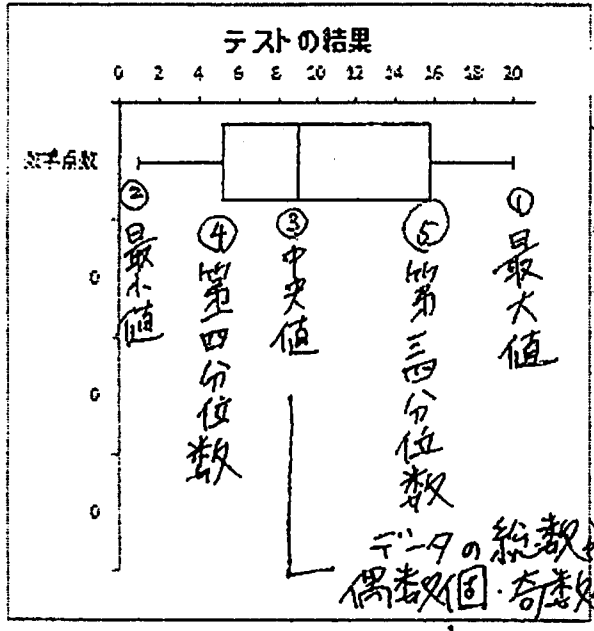 テストの結果
0 2 4 6 8 10 12 14 16 18 20
数学点数
② 最小値
④ 第一四分位数
③ 中央値
⑤ 第三四分位数
① 最大値
0
0
0
データの総数
偶数個・奇数